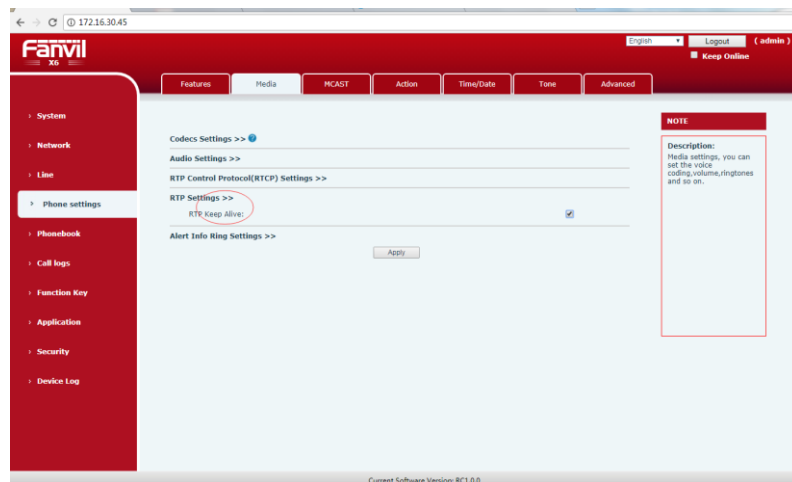 172.16.30.45
Fanvil
X6
English
Logout
( admin )
Keep Online
Features
Media
MCAST
Action
Time/Date
Tone
Advanced
› System
› Network
› Line
› Phone settings
› Phonebook
› Call logs
› Function Key
› Application
› Security
› Device Log
Codecs Settings >>
Audio Settings >>
RTP Control Protocol(RTCP) Settings >>
RTP Settings >>
RTP Keep Alive:
Alert Info Ring Settings >>
Apply
NOTE
Description:
Media settings, you can
set the voice
coding,volume,ringtones
and so on.
Current Software Version: RC1.0.0